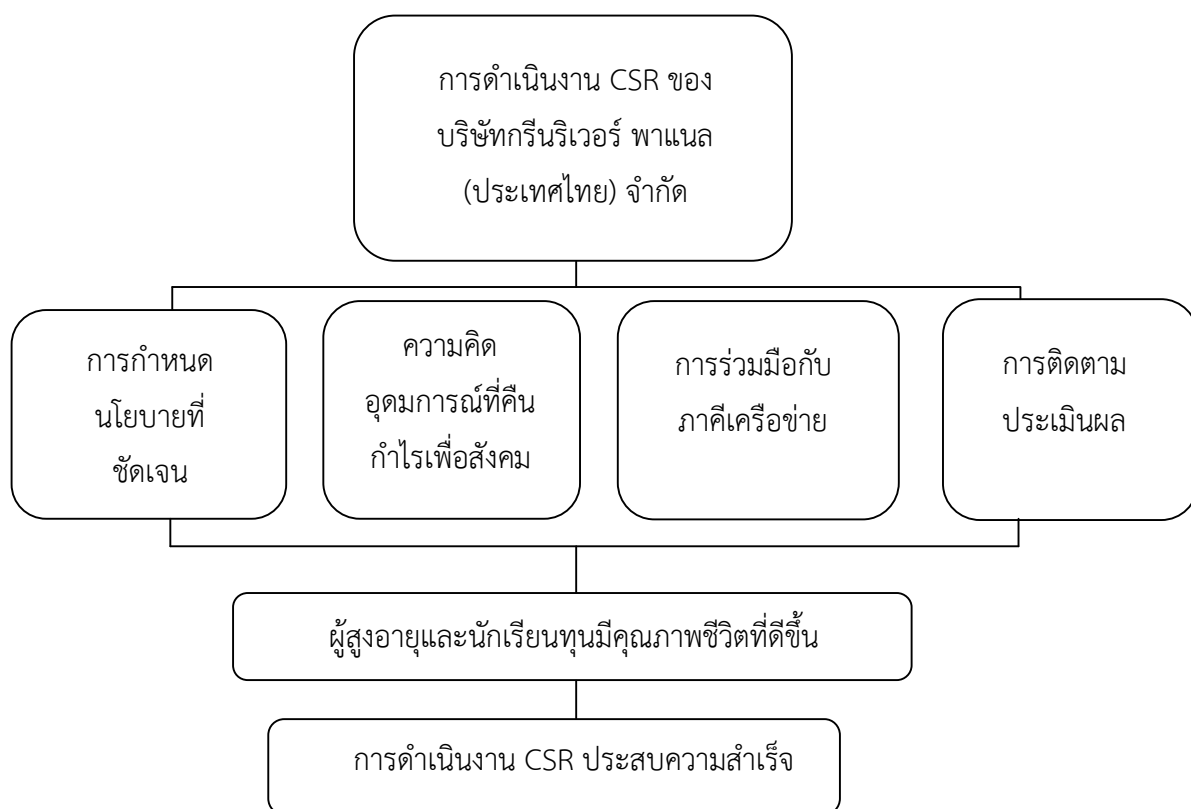 การดำเนินงาน CSR ของ
บริษัทกรีนริเวอร์ พาแนล
(ประเทศไทย) จำกัด
การกำหนด
นโยบายที่
ชัดเจน
ความคิด
อุดมการณ์ที่คืน
กำไรเพื่อสังคม
การร่วมมือกับ
ภาคีเครือข่าย
การติดตาม
ประเมินผล
ผู้สูงอายุและนักเรียนทุนมีคุณภาพชีวิตที่ดีขึ้น
การดำเนินงาน CSR ประสบความสำเร็จ